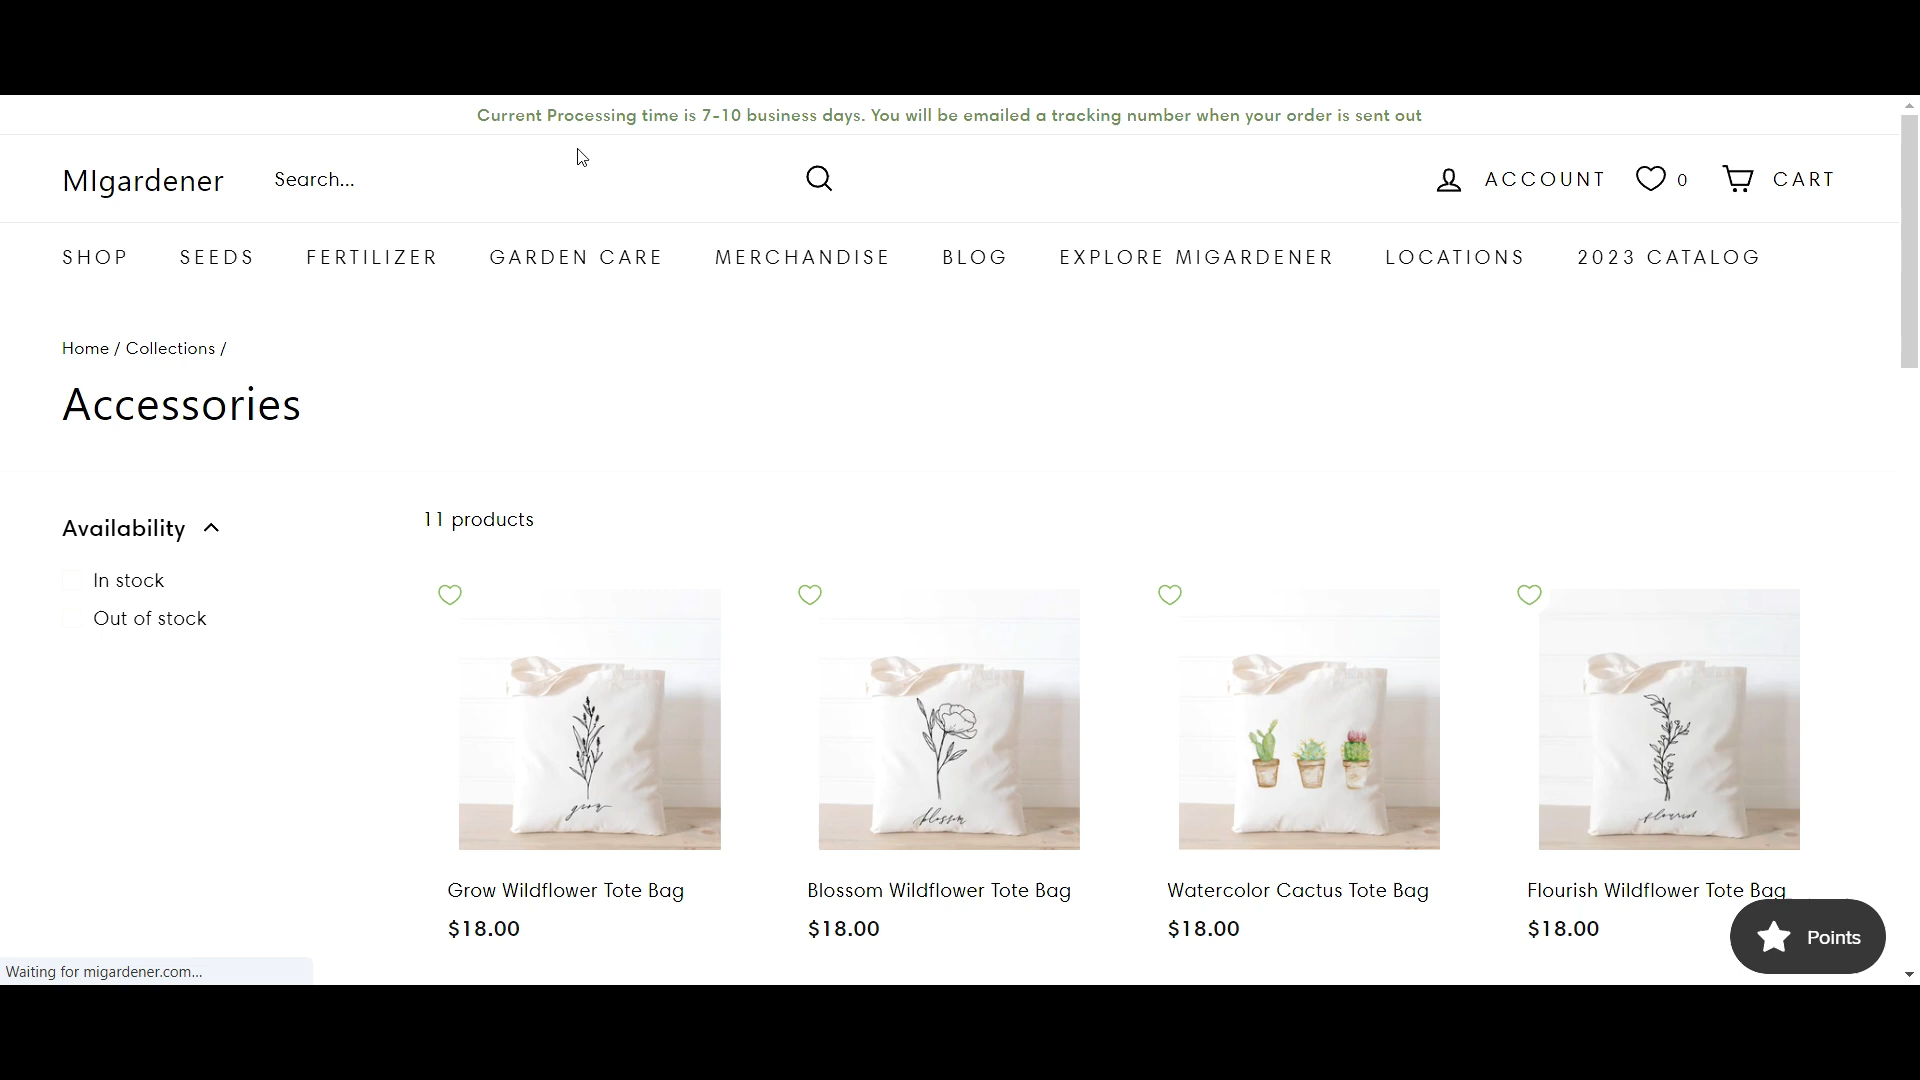 Current Processing time is 7-10 business days. You will be emailed a tracking number when your order is sent out
MIgardener
Search...
ACCOUNT
0
CART
SHOP
SEEDS
FERTILIZER
GARDEN CARE
MERCHANDISE
BLOG
EXPLORE MIGARDENER
LOCATIONS
2023 CATALOG
Home / Collections /
Accessories
Availability
11 products
In stock
Out of stock
grow
blossom
flourish
Grow Wildflower Tote Bag
$18.00
Blossom Wildflower Tote Bag
$18.00
Watercolor Cactus Tote Bag
$18.00
Flourish Wildflower Tote Bag
$18.00
Points
Waiting for migardener.com...